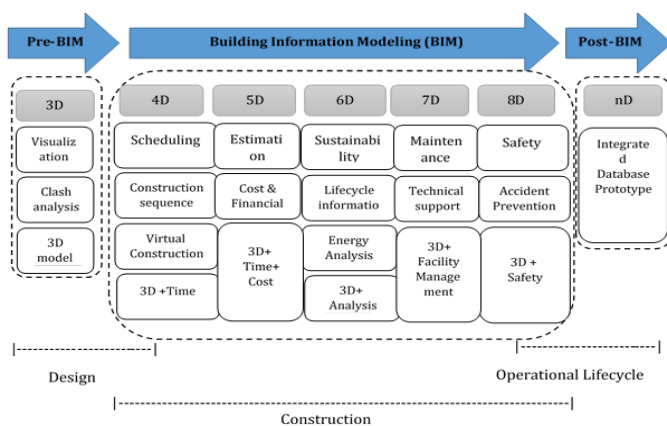 Pre-BIM
Building Information Modeling (BIM)
Post-BIM
3D
4D
5D
6D
7D
8D
nD
Visualiz
ation
Clash
analysis
3D
model
Scheduling
Construction
sequence
Virtual
Construction
3D +Time
Estimati
on
Cost &
Financial
3D+
Time+
Cost
Sustainabi
lity
Lifecycle
informatio
Energy
Analysis
3D+
Analysis
Mainten
ance
Technical
support
3D+
Facility
Manage
ment
Safety
Accident
Prevention
3D +
Safety
Integrate
d
Database
Prototype
Design
Operational Lifecycle
Construction